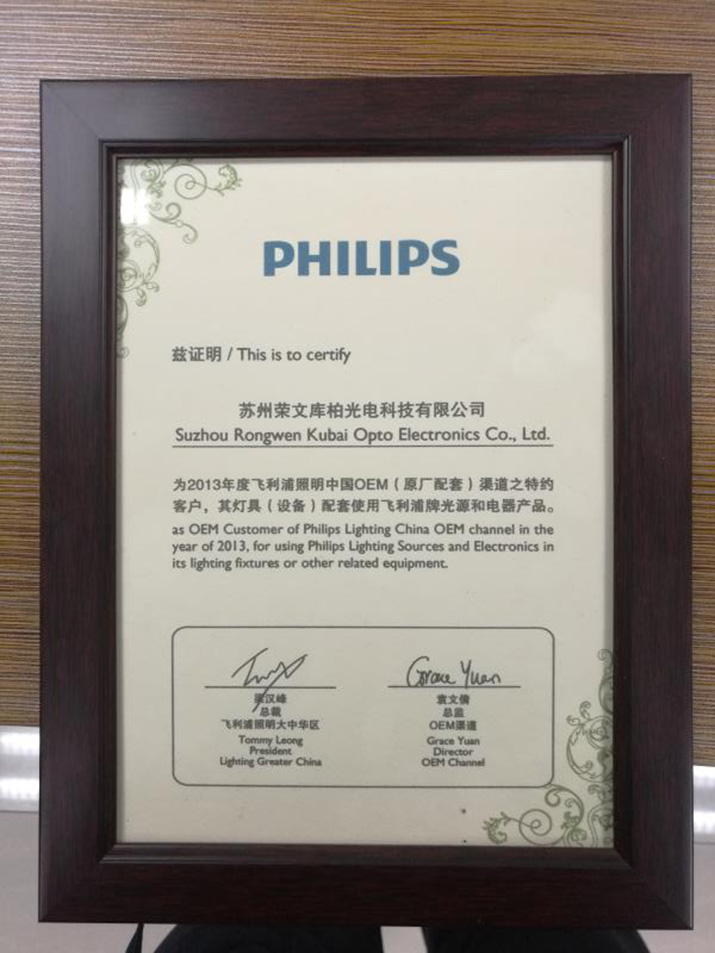 PHILIPS
兹证明 / This is to certify
苏州荣文库柏光电科技有限公司
Suzhou Rongwen Kubai Opto Electronics Co., Ltd.
为2013年度飞利浦照明中国OEM（原厂配套）渠道之特约
客户，其灯具（设备）配套使用飞利浦牌光源和电器产品。
as OEM Customer of Philips Lighting China OEM channel in the
year of 2013, for using Philips Lighting Sources and Electronics in
its lighting fixtures or other related equipment.
Grace Yuan
汉峰 袁文倩
总裁 总监
飞利浦照明大中华区 OEM渠道
Tommy Leong Grace Yuan
President Director
Lighting Greater China OEM Channel